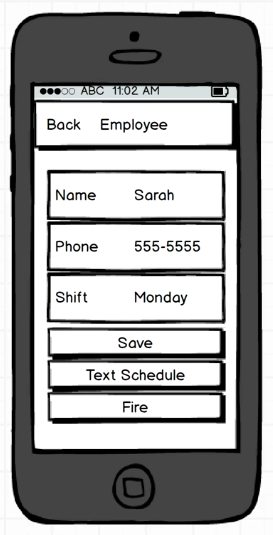 ABC 11:02 AM
Back Employee
Name Sarah
Phone 555-5555
Shift Monday
Save
Text Schedule
Fire